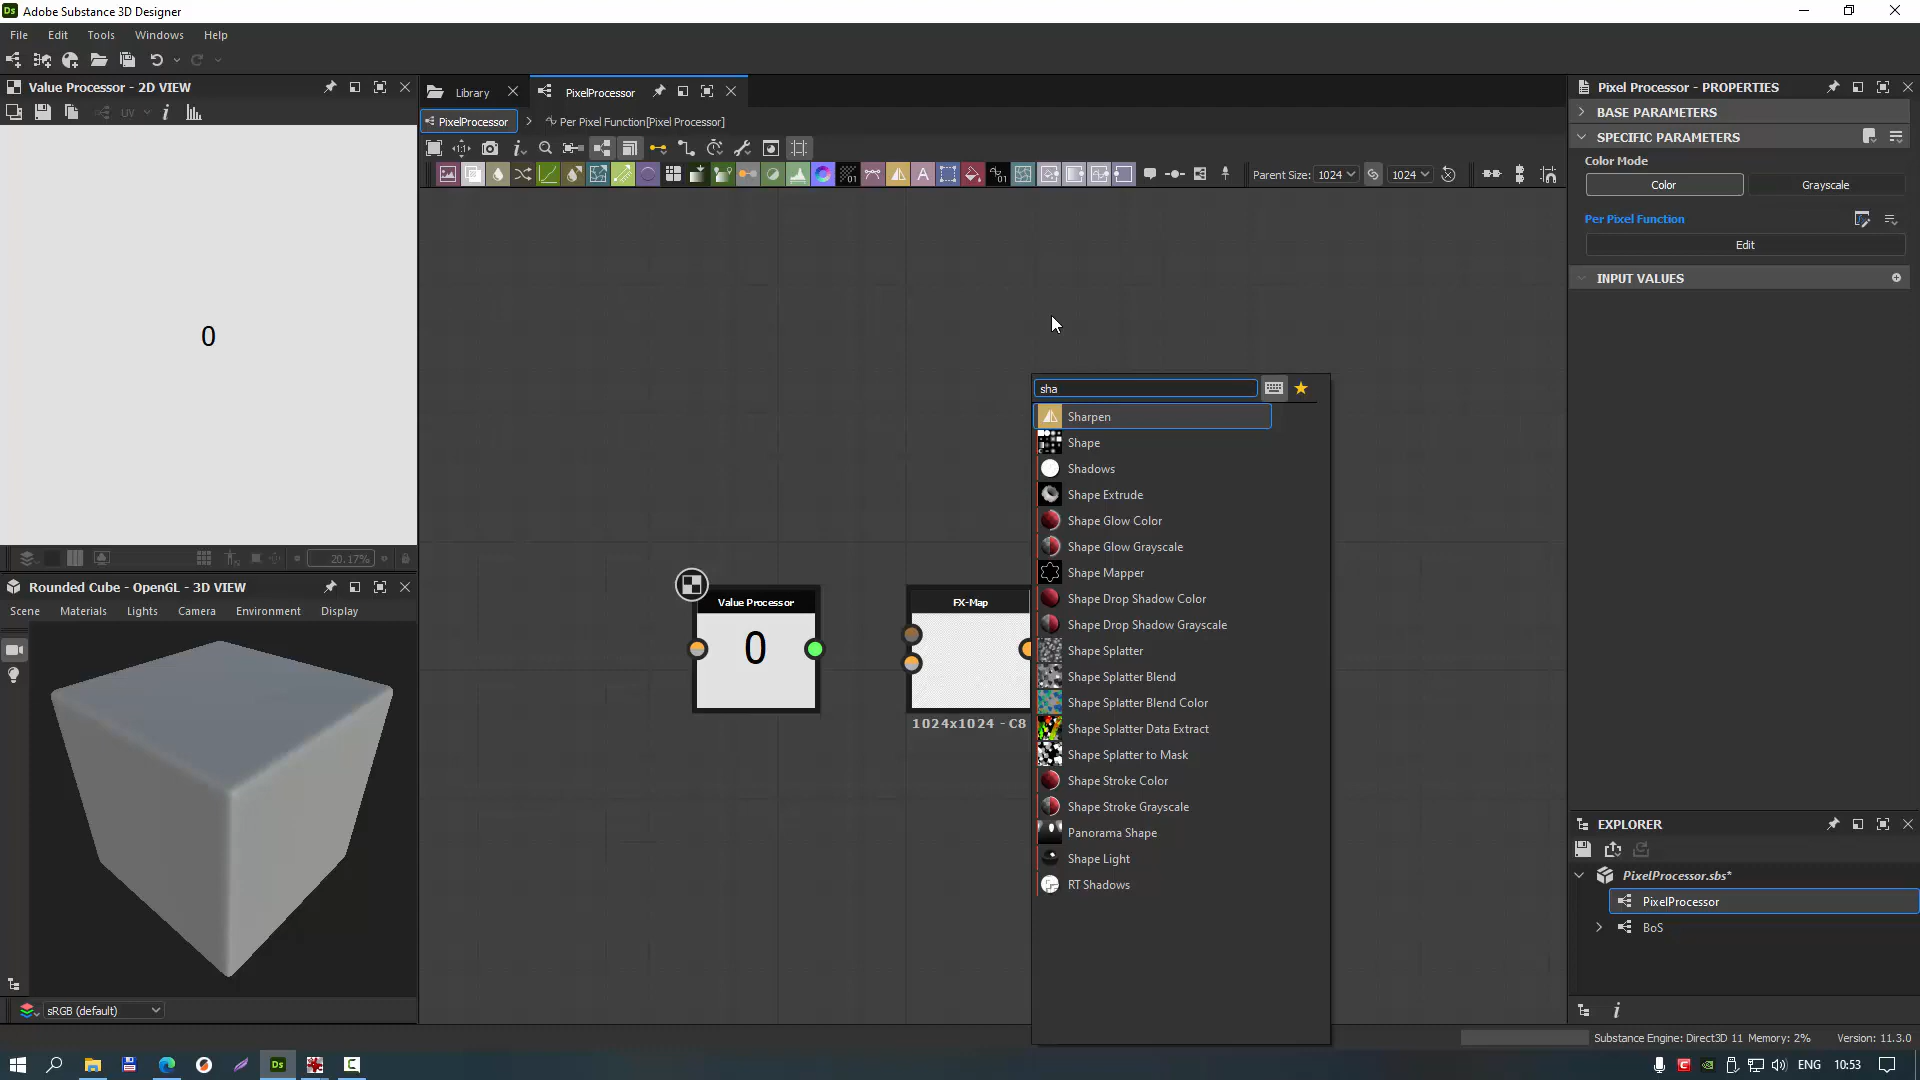 Ds Adobe Substance 3D Designer
File Edit Tools Windows Help
Value Processor - 2D VIEW
UV
0
20.17%
Rounded Cube - OpenGL - 3D VIEW
Scene Materials Lights Camera Environment Display
sRGB (default)
Library
PixelProcessor
PixelProcessor > Per Pixel Function[Pixel Processor]
Parent Size: 1024 1024
Value Processor
0
FX-Map
1024x1024 - C8
sha
Sharpen
Shape
Shadows
Shape Extrude
Shape Glow Color
Shape Glow Grayscale
Shape Mapper
Shape Drop Shadow Color
Shape Drop Shadow Grayscale
Shape Splatter
Shape Splatter Blend
Shape Splatter Blend Color
Shape Splatter Data Extract
Shape Splatter to Mask
Shape Stroke Color
Shape Stroke Grayscale
Panorama Shape
Shape Light
RT Shadows
Pixel Processor - PROPERTIES
BASE PARAMETERS
SPECIFIC PARAMETERS
Color Mode
Color Grayscale
Per Pixel Function
Edit
INPUT VALUES
EXPLORER
PixelProcessor.sbs*
PixelProcessor
BoS
Substance Engine: Direct3D 11 Memory: 2% Version: 11.3.0
Ds
ENG 10:53